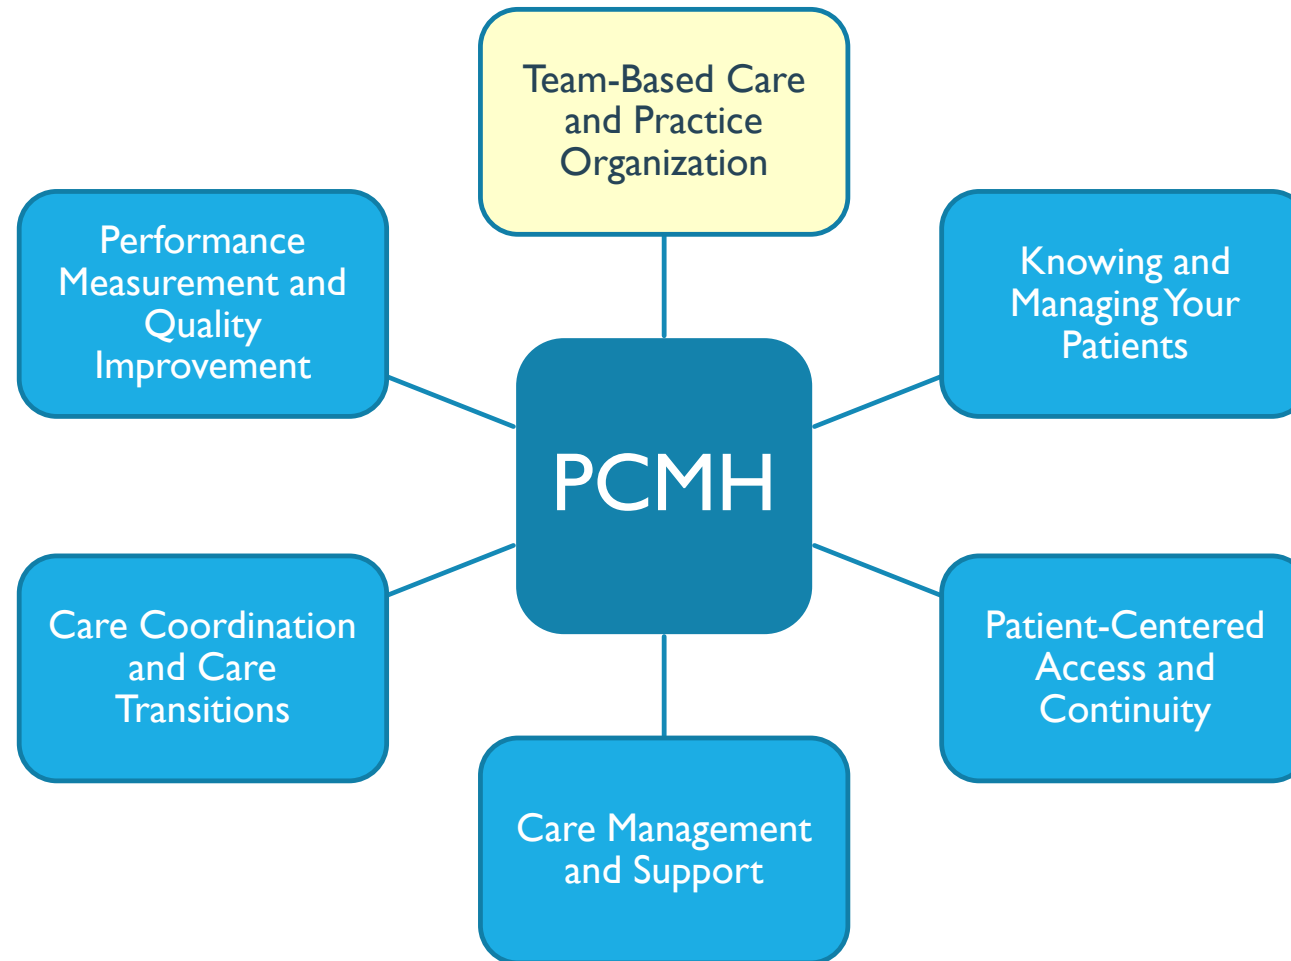 Team-Based Care
and Practice
Organization
Performance
Measurement and
Quality
Improvement
Knowing and
Managing Your
Patients
PCMH
Care Coordination
and Care
Transitions
Patient-Centered
Access and
Continuity
Care Management
and Support